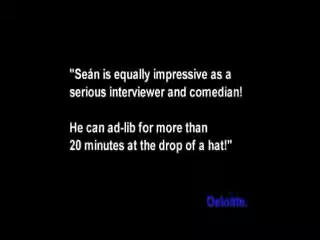 "Seán is equally impressive as a
serious interviewer and comedian!
He can ad-lib for more than
20 minutes at the drop of a hat!"
Deloitte.